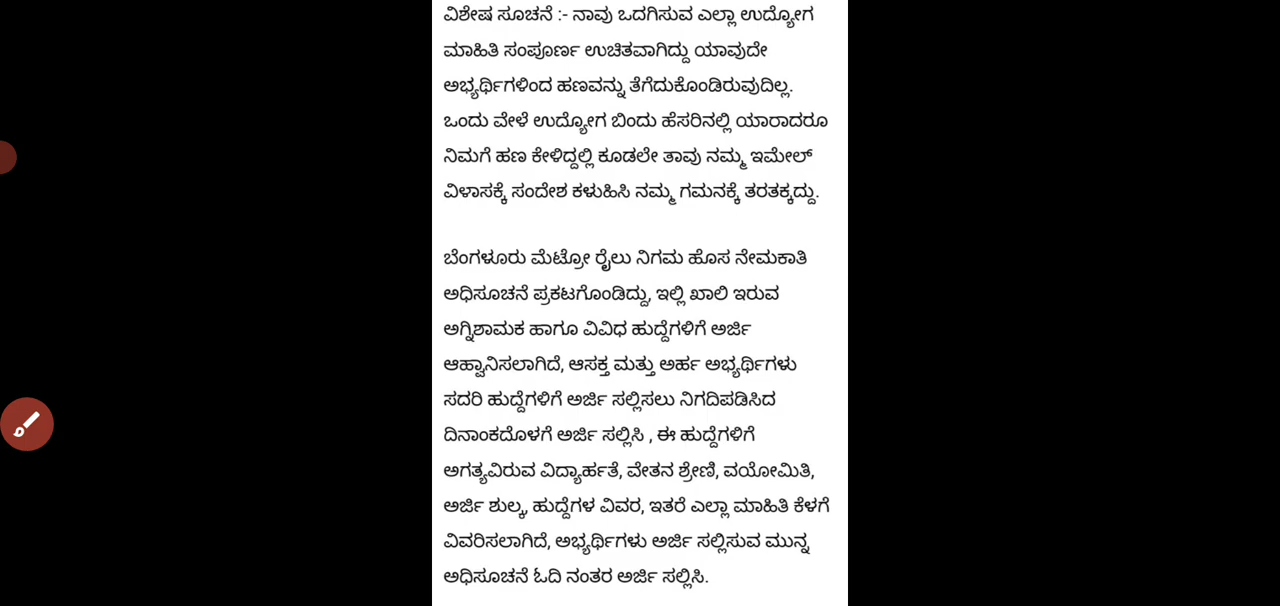 ವಿಶೇಷ ಸೂಚನೆ :- ನಾವು ಒದಗಿಸುವ ಎಲ್ಲಾ ಉದ್ಯೋಗ
ಮಾಹಿತಿ ಸಂಪೂರ್ಣ ಉಚಿತವಾಗಿದ್ದು ಯಾವುದೇ
ಅಭ್ಯರ್ಥಿಗಳಿಂದ ಹಣವನ್ನು ತೆಗೆದುಕೊಂಡಿರುವುದಿಲ್ಲ.
ಒಂದು ವೇಳೆ ಉದ್ಯೋಗ ಬಿಂದು ಹೆಸರಿನಲ್ಲಿ ಯಾರಾದರೂ
ನಿಮಗೆ ಹಣ ಕೇಳಿದ್ದಲ್ಲಿ ಕೂಡಲೇ ತಾವು ನಮ್ಮ ಇಮೇಲ್
ವಿಳಾಸಕ್ಕೆ ಸಂದೇಶ ಕಳುಹಿಸಿ ನಮ್ಮ ಗಮನಕ್ಕೆ ತರತಕ್ಕದ್ದು.
ಬೆಂಗಳೂರು ಮೆಟ್ರೋ ರೈಲು ನಿಗಮ ಹೊಸ ನೇಮಕಾತಿ
ಅಧಿಸೂಚನೆ ಪ್ರಕಟಗೊಂಡಿದ್ದು, ಇಲ್ಲಿ ಖಾಲಿ ಇರುವ
ಅಗ್ನಿಶಾಮಕ ಹಾಗೂ ವಿವಿಧ ಹುದ್ದೆಗಳಿಗೆ ಅರ್ಜಿ
ಆಹ್ವಾನಿಸಲಾಗಿದೆ, ಆಸಕ್ತ ಮತ್ತು ಅರ್ಹ ಅಭ್ಯರ್ಥಿಗಳು
ಸದರಿ ಹುದ್ದೆಗಳಿಗೆ ಅರ್ಜಿ ಸಲ್ಲಿಸಲು ನಿಗದಿಪಡಿಸಿದ
ದಿನಾಂಕದೊಳಗೆ ಅರ್ಜಿ ಸಲ್ಲಿಸಿ , ಈ ಹುದ್ದೆಗಳಿಗೆ
ಅಗತ್ಯವಿರುವ ವಿದ್ಯಾರ್ಹತೆ, ವೇತನ ಶ್ರೇಣಿ, ವಯೋಮಿತಿ,
ಅರ್ಜಿ ಶುಲ್ಕ, ಹುದ್ದೆಗಳ ವಿವರ, ಇತರೆ ಎಲ್ಲಾ ಮಾಹಿತಿ ಕೆಳಗೆ
ವಿವರಿಸಲಾಗಿದೆ, ಅಭ್ಯರ್ಥಿಗಳು ಅರ್ಜಿ ಸಲ್ಲಿಸುವ ಮುನ್ನ
ಅಧಿಸೂಚನೆ ಓದಿ ನಂತರ ಅರ್ಜಿ ಸಲ್ಲಿಸಿ.